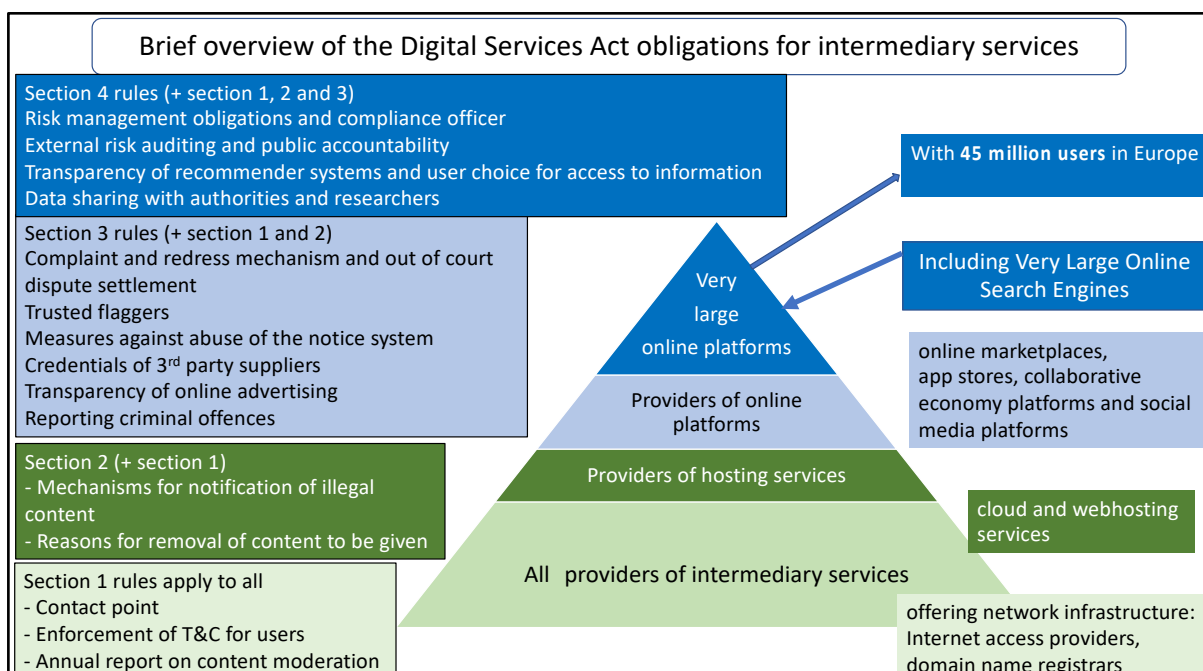 Brief overview of the Digital Services Act obligations for intermediary services
Section 4 rules (+ section 1, 2 and 3)
Risk management obligations and compliance officer
External risk auditing and public accountability
Transparency of recommender systems and user choice for access to information
Data sharing with authorities and researchers
With 45 million users in Europe
Section 3 rules (+ section 1 and 2)
Complaint and redress mechanism and out of court
dispute settlement
Trusted flaggers
Measures against abuse of the notice system
Credentials of 3rd party suppliers
Transparency of online advertising
Reporting criminal offences
Very
large
online platforms
Including Very Large Online
Search Engines
Providers of online
platforms
online marketplaces,
app stores, collaborative
economy platforms and social
media platforms
Section 2 (+ section 1)
- Mechanisms for notification of illegal
content
- Reasons for removal of content to be given
Providers of hosting services
cloud and webhosting
services
Section 1 rules apply to all
- Contact point
- Enforcement of T&C for users
- Annual report on content moderation
All providers of intermediary services
offering network infrastructure:
Internet access providers,
domain name registrars